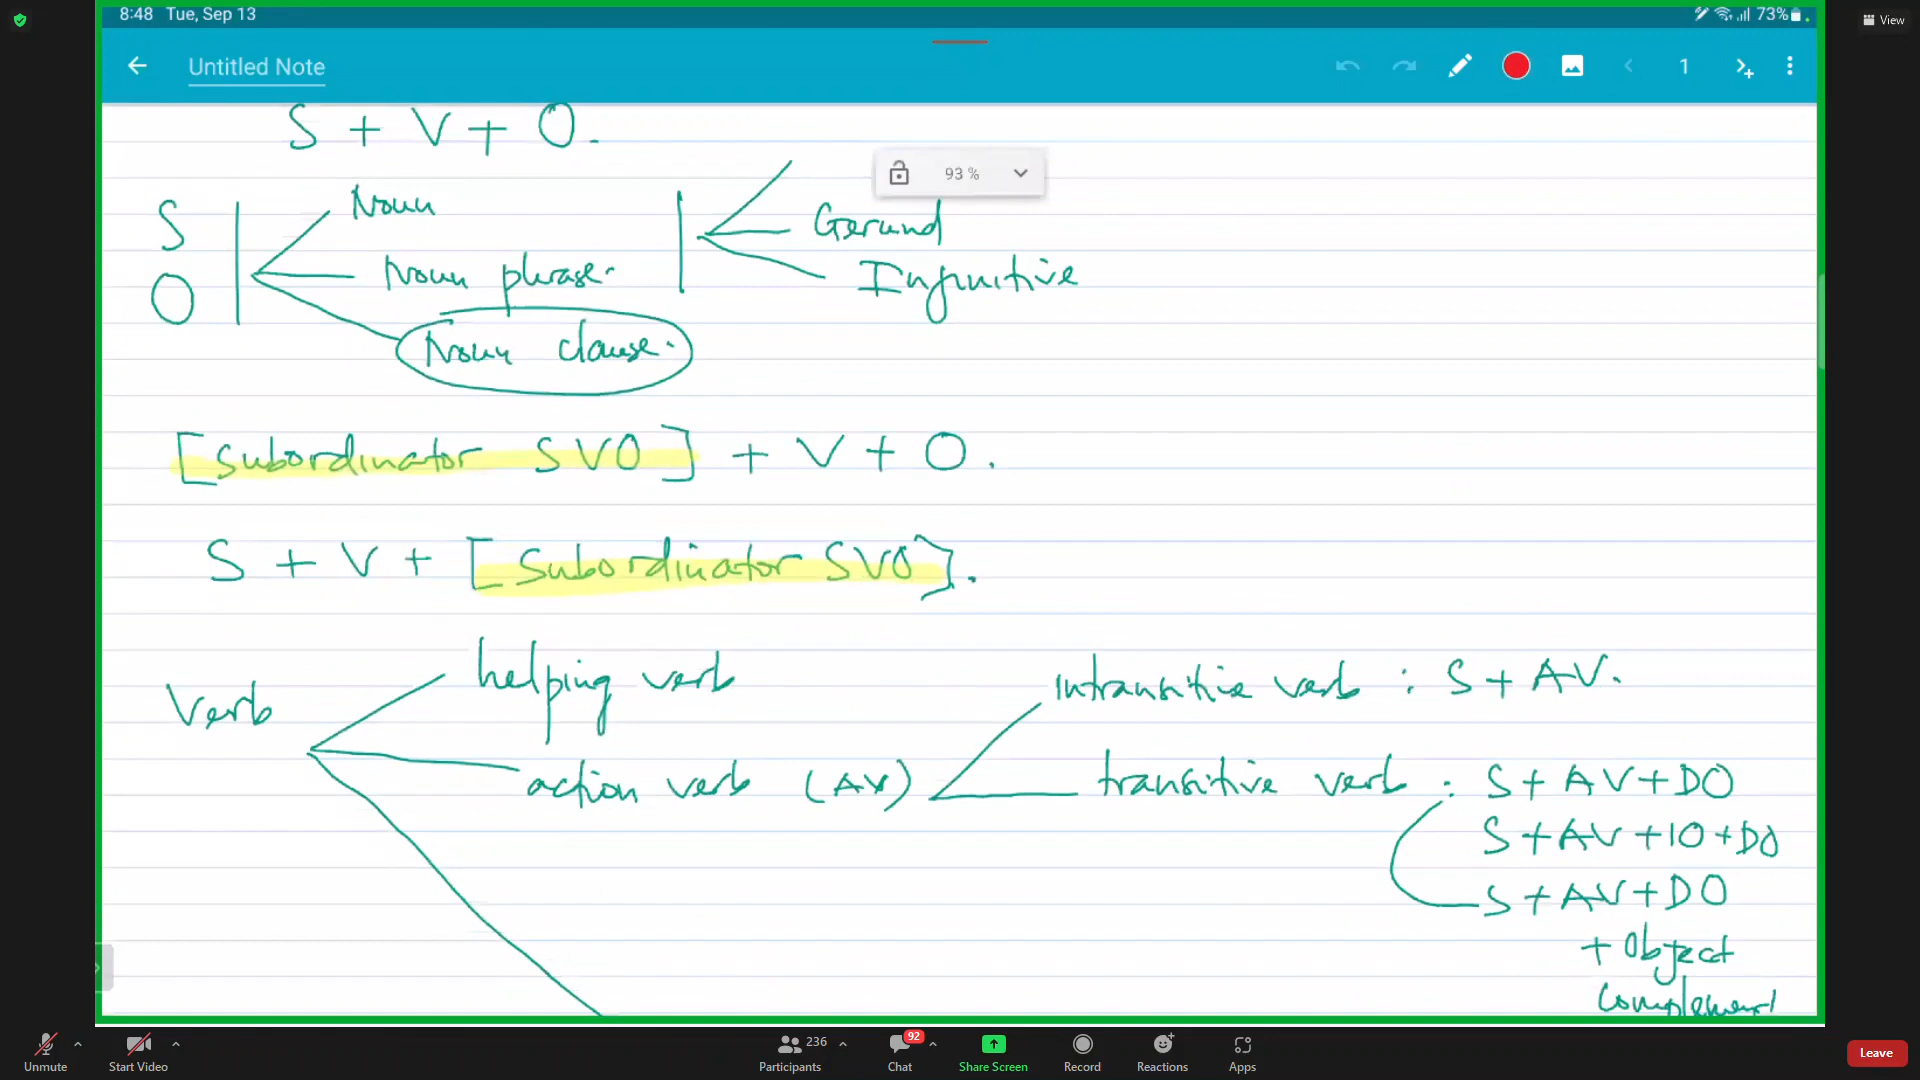 8:48 Tue, Sep 13
73%
View
Untitled Note
1
S + V + O.
93 %
S
O
Noun
Noun phrase.
Noun clause.
Gerund
Infinitive
[Subordinator SVO] + V + O.
S + V + [Subordinator SVO].
Verb
helping verb
action verb (AV)
intransitive verb : S + AV.
transitive verb : S + AV + DO
S + AV + IO + DO
S + AV + DO
+ Object
Complement
Unmute
Start Video
236
Participants
92
Chat
Share Screen
Record
Reactions
Apps
Leave